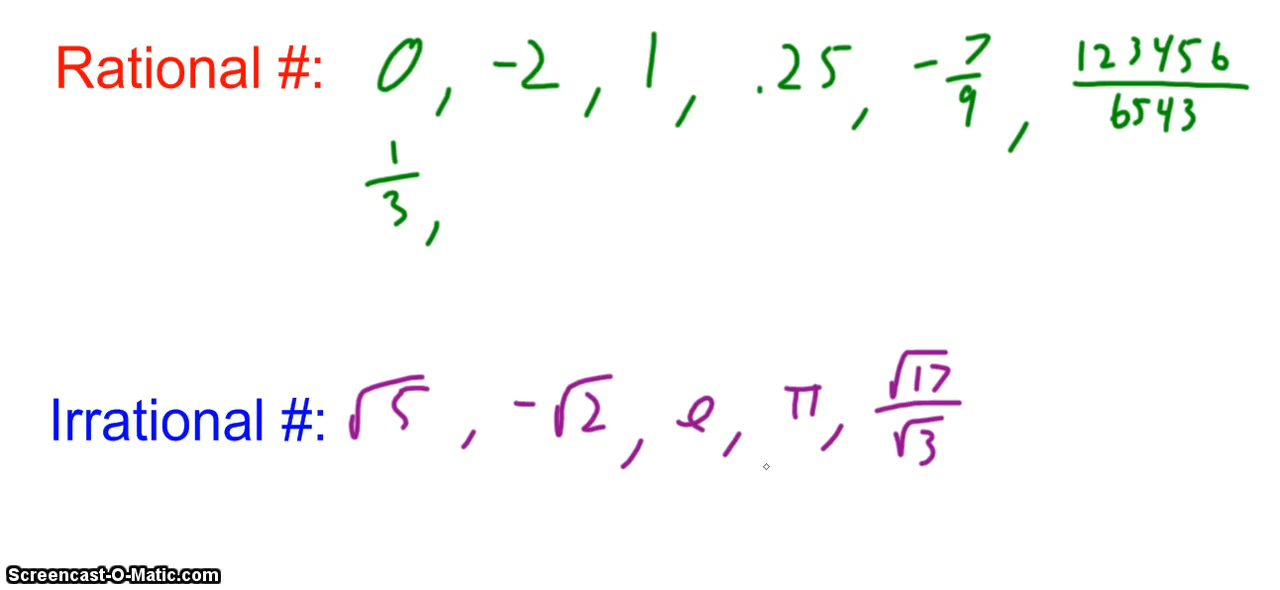 Rational #: 0, -2, 1, .25, -7/9, 123456/6543
1/3,
Irrational #: √5, -√2, e, π, √17/√3
Screencast-O-Matic.com